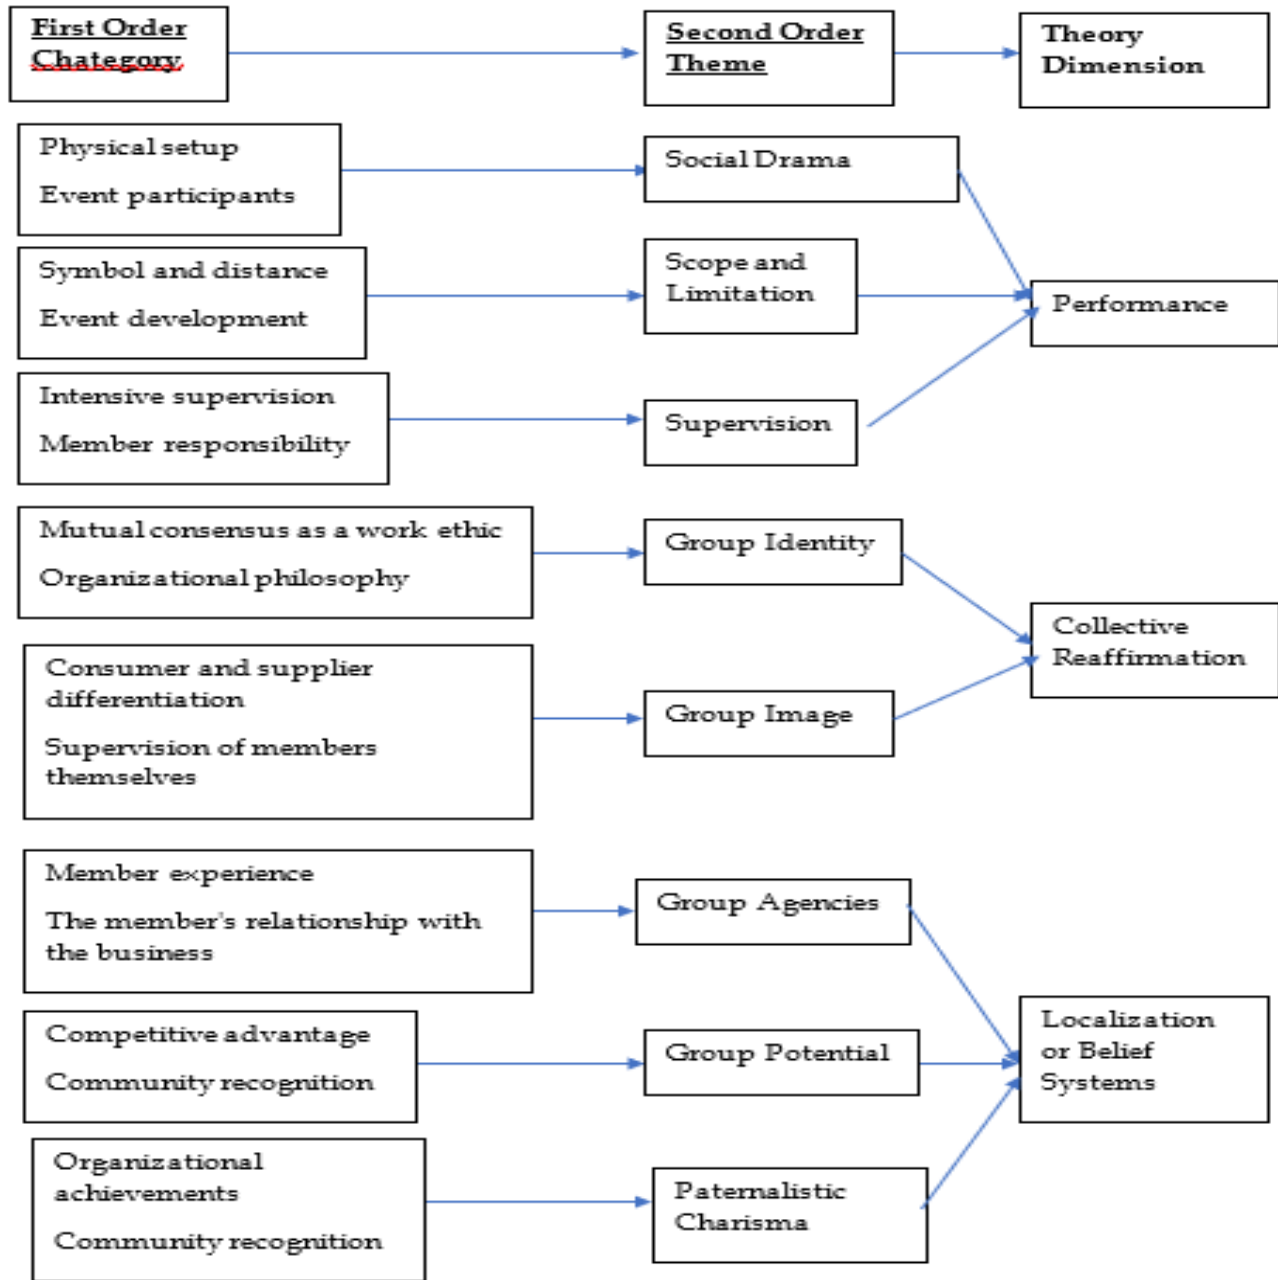 First Order
Chategory
Second Order
Theme
Theory
Dimension
Physical setup
Event participants
Social Drama
Symbol and distance
Event development
Scope and
Limitation
Performance
Intensive supervision
Member responsibility
Supervision
Mutual consensus as a work ethic
Organizational philosophy
Group Identity
Collective
Reaffirmation
Consumer and supplier
differentiation
Supervision of members
themselves
Group Image
Member experience
The member's relationship with
the business
Group Agencies
Competitive advantage
Community recognition
Group Potential
Localization
or Belief
Systems
Organizational
achievements
Community recognition
Paternalistic
Charisma